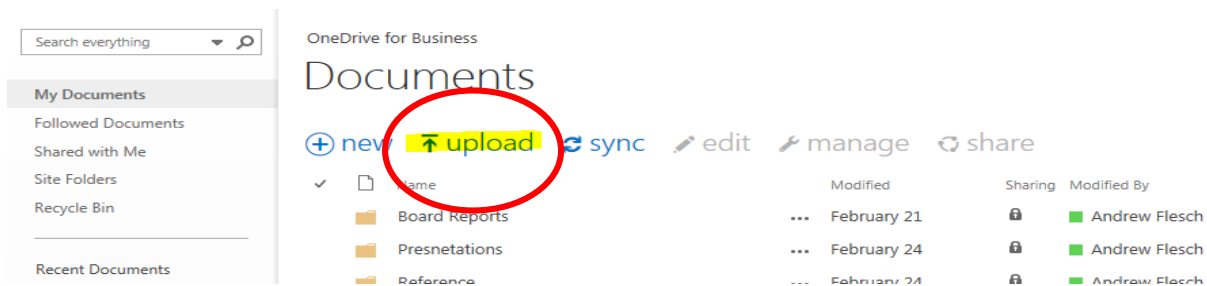 Search everything
My Documents
Followed Documents
Shared with Me
Site Folders
Recycle Bin
Recent Documents
OneDrive for Business
Documents
new upload sync edit manage share
Name Modified Sharing Modified By
Board Reports ... February 21 Andrew Flesch
Presnetations ... February 24 Andrew Flesch
Reference ... February 24 Andrew Flesch